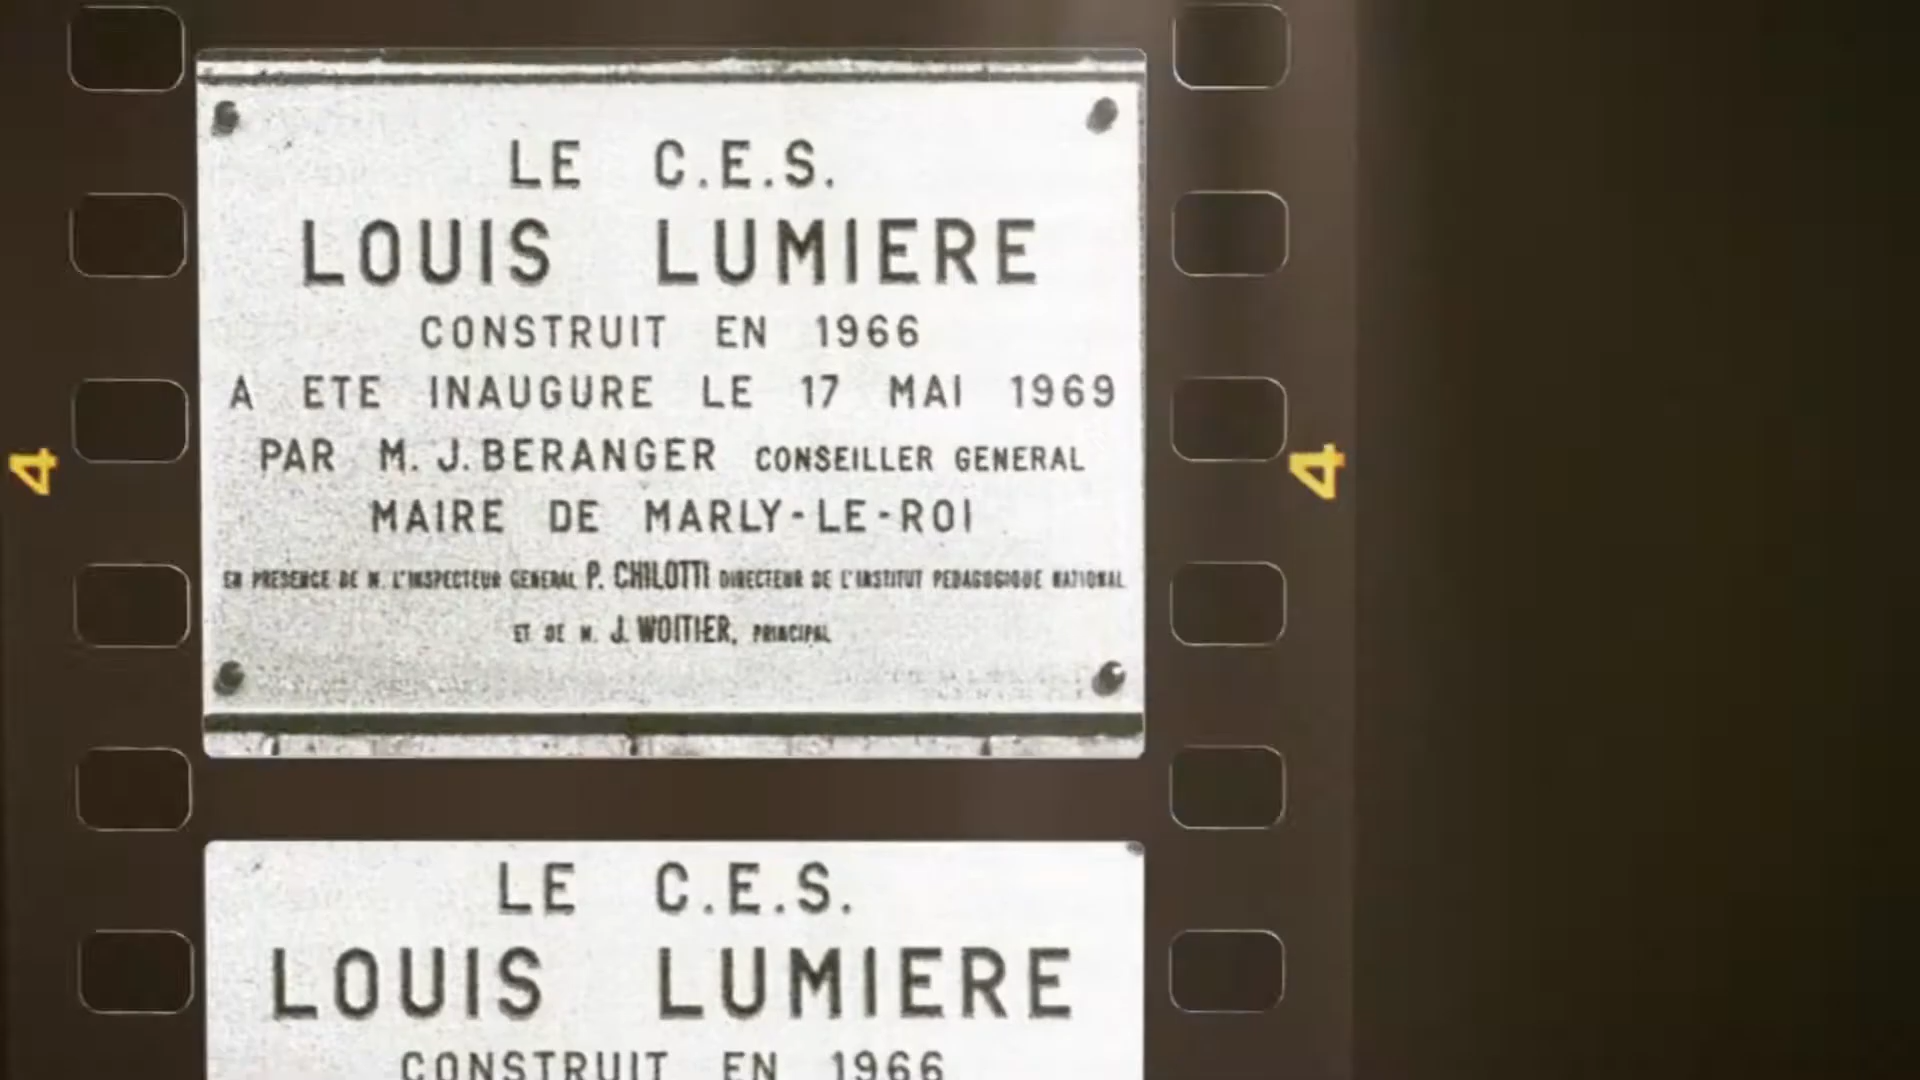 LE C.E.S.
LOUIS LUMIERE
CONSTRUIT EN 1966
A ETE INAUGURE LE 17 MAI 1969
PAR M. J. BERANGER CONSEILLER GENERAL
MAIRE DE MARLY-LE-ROI
EN PRESENCE DE M. L'INSPECTEUR GENERAL P. CHILOTTI DIRECTEUR DE L'INSTITUT PEDAGOGIQUE NATIONAL
ET DE M. J. WOITIER, PRINCIPAL
4
4
LE C.E.S.
LOUIS LUMIERE
CONSTRUIT EN 1966